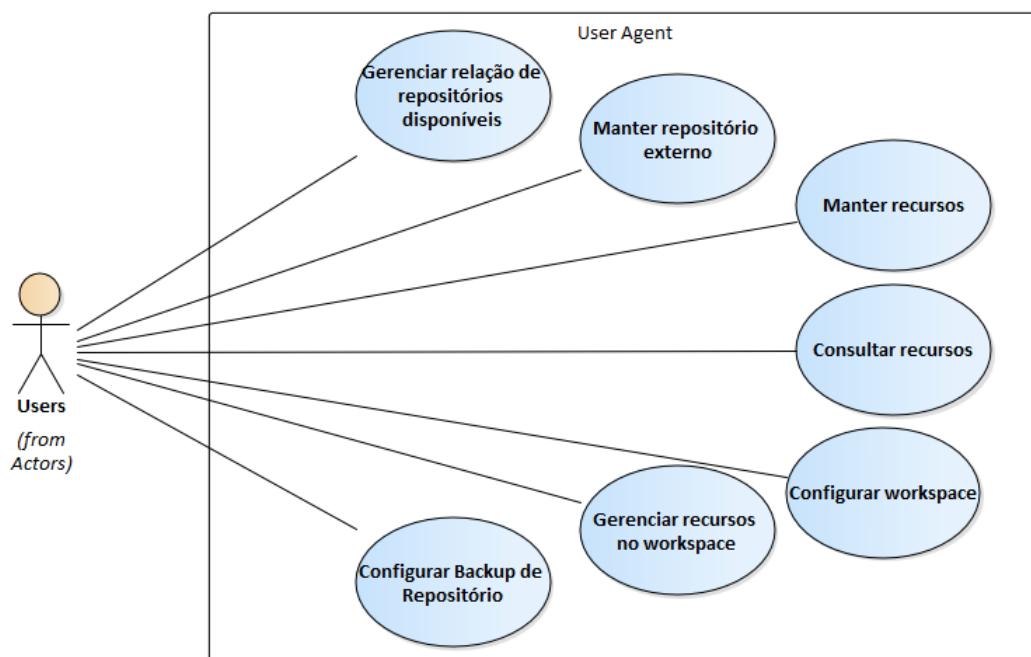 User Agent
Gerenciar relação de
repositórios
disponíveis
Manter repositório
externo
Manter recursos
Consultar recursos
Users
(from
Actors)
Configurar workspace
Gerenciar recursos
no workspace
Configurar Backup de
Repositório